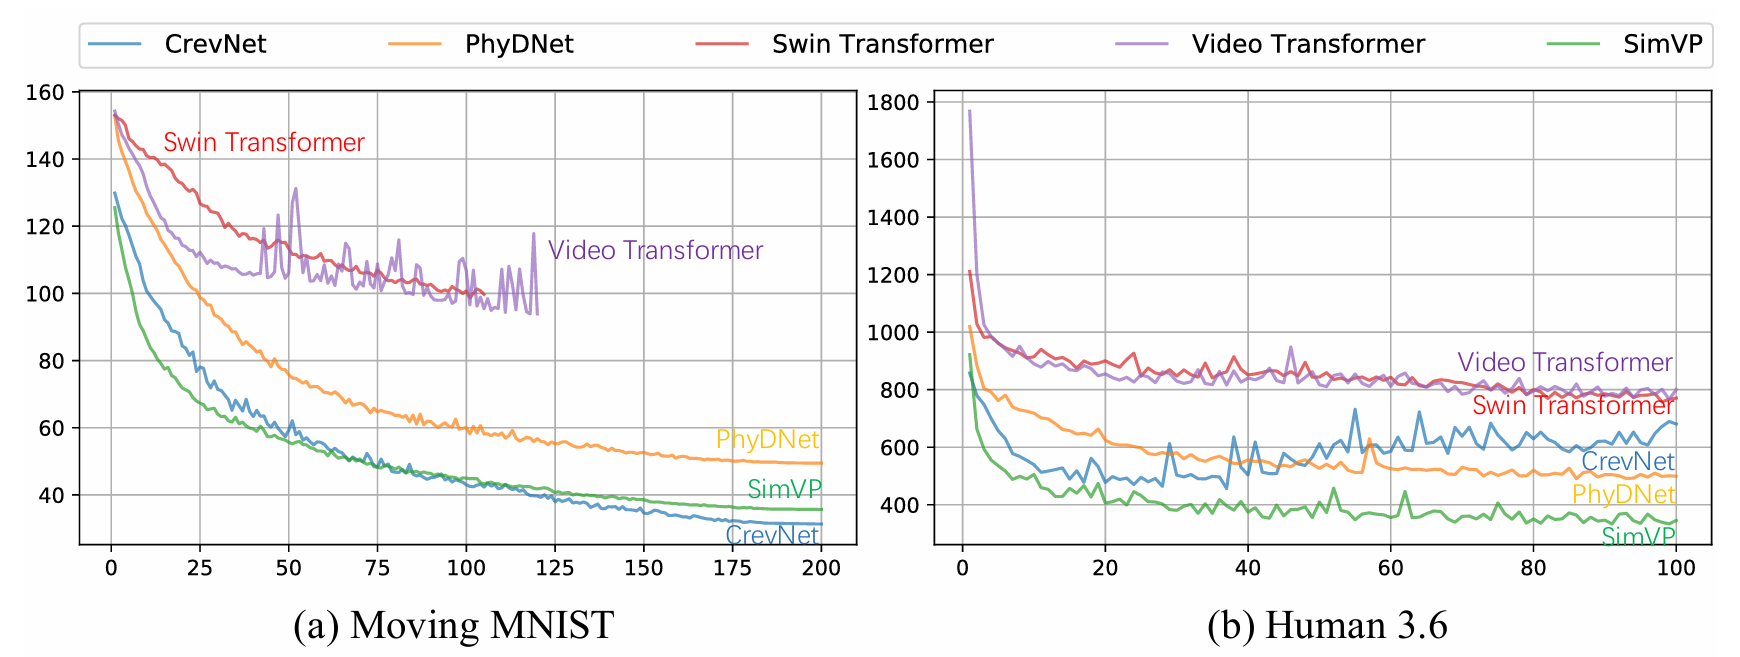 CrevNet PhyDNet Swin Transformer Video Transformer SimVP
160
140
120
100
80
60
40
Swin Transformer
Video Transformer
PhyDNet
SimVP
CrevNet
0 25 50 75 100 125 150 175 200
(a) Moving MNIST
1800
1600
1400
1200
1000
800
600
400
Video Transformer
Swin Transformer
CrevNet
PhyDNet
SimVP
0 20 40 60 80 100
(b) Human 3.6